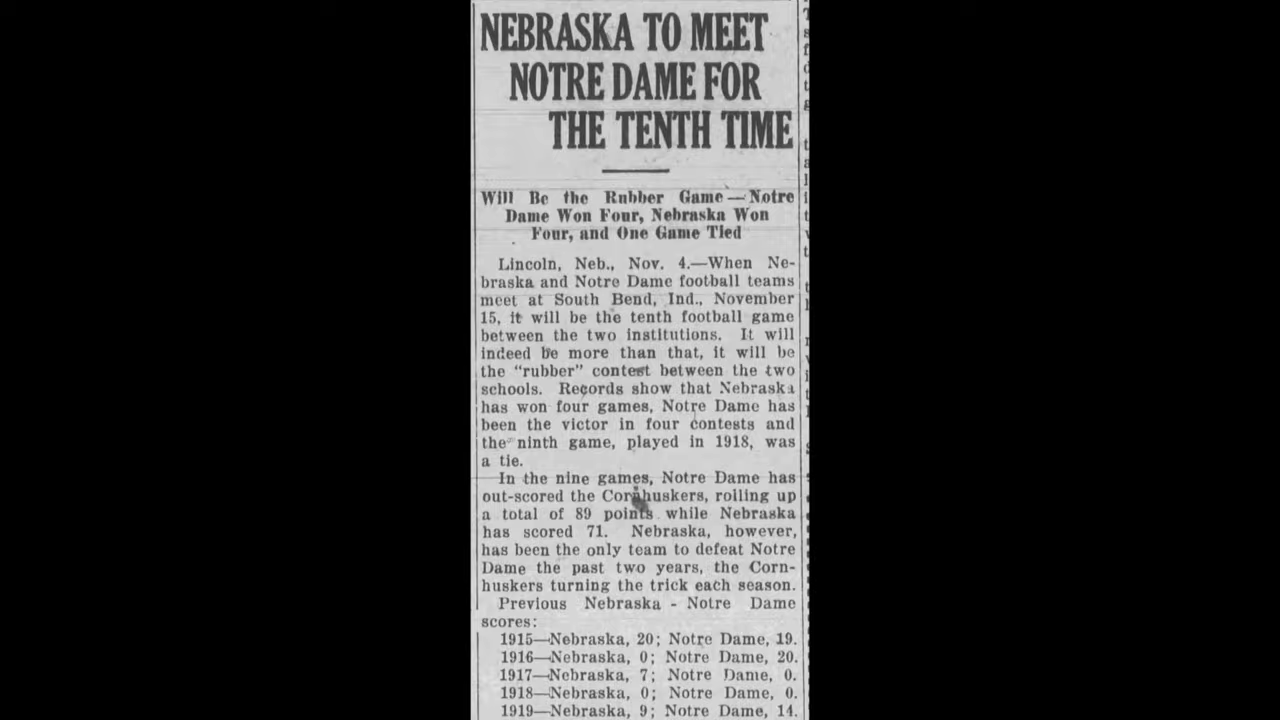 NEBRASKA TO MEET
NOTRE DAME FOR
THE TENTH TIME
Will Be the Rubber Game—Notre
Dame Won Four, Nebraska Won
Four, and One Game Tied
Lincoln, Neb., Nov. 4.—When Ne-
braska and Notre Dame football teams
meet at South Bend, Ind., November
15, it will be the tenth football game
between the two institutions. It will
indeed be more than that, it will be
the "rubber" contest between the two
schools. Records show that Nebraska
has won four games, Notre Dame has
been the victor in four contests and
the ninth game, played in 1918, was
a tie.
In the nine games, Notre Dame has
out-scored the Cornhuskers, rolling up
a total of 89 points while Nebraska
has scored 71. Nebraska, however,
has been the only team to defeat Notre
Dame the past two years, the Corn-
huskers turning the trick each season.
Previous Nebraska - Notre Dame
scores:
1915—Nebraska, 20; Notre Dame, 19.
1916—Nebraska, 0; Notre Dame, 20.
1917—Nebraska, 7; Notre Dame, 0.
1918—Nebraska, 0; Notre Dame, 0.
1919—Nebraska, 9; Notre Dame, 14.